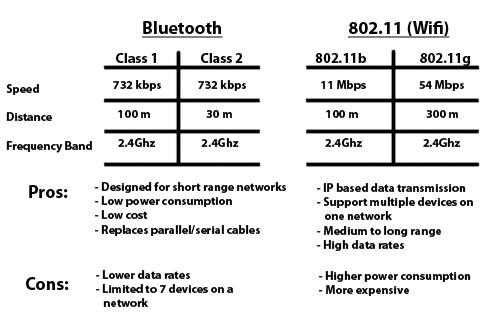 Bluetooth 802.11 (Wifi)
Class 1 Class 2 802.11b 802.11g
Speed 732 kbps 732 kbps 11 Mbps 54 Mbps
Distance 100 m 30 m 100 m 300 m
Frequency Band 2.4Ghz 2.4Ghz 2.4Ghz 2.4Ghz
Pros:
- Designed for short range networks
- Low power consumption
- Low cost
- Replaces parallel/serial cables
- IP based data transmission
- Support multiple devices on
one network
- Medium to long range
- High data rates
Cons:
- Lower data rates
- Limited to 7 devices on a
network
- Higher power consumption
- More expensive